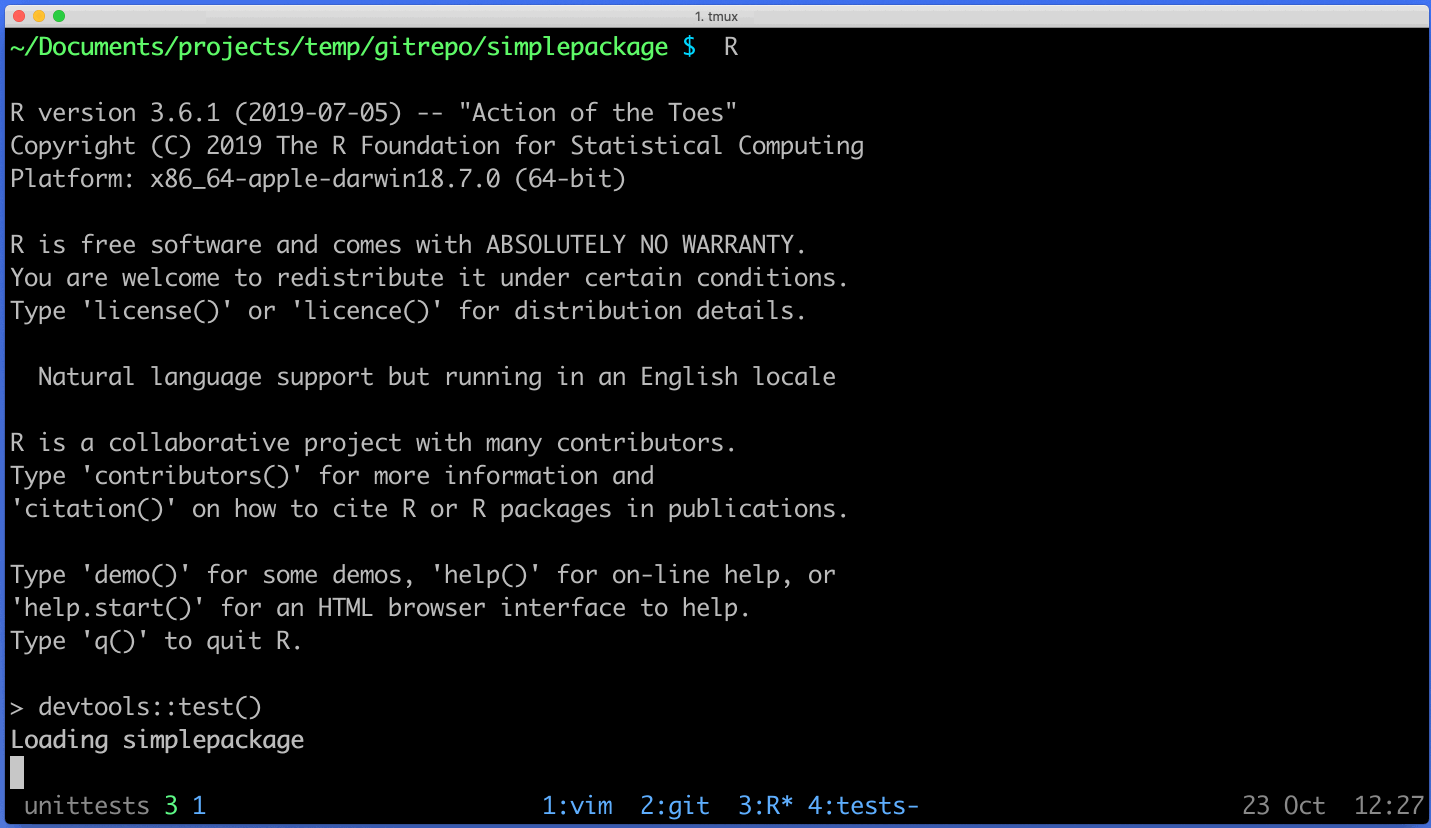 1. tmux
~/Documents/projects/temp/gitrepo/simplepackage $  R
R version 3.6.1 (2019-07-05) -- "Action of the Toes"
Copyright (C) 2019 The R Foundation for Statistical Computing
Platform: x86_64-apple-darwin18.7.0 (64-bit)
R is free software and comes with ABSOLUTELY NO WARRANTY.
You are welcome to redistribute it under certain conditions.
Type 'license()' or 'licence()' for distribution details.
  Natural language support but running in an English locale
R is a collaborative project with many contributors.
Type 'contributors()' for more information and
'citation()' on how to cite R or R packages in publications.
Type 'demo()' for some demos, 'help()' for on-line help, or
'help.start()' for an HTML browser interface to help.
Type 'q()' to quit R.
> devtools::test()
Loading simplepackage
unittests 3 1 1:vim  2:git  3:R* 4:tests- 23 Oct  12:27